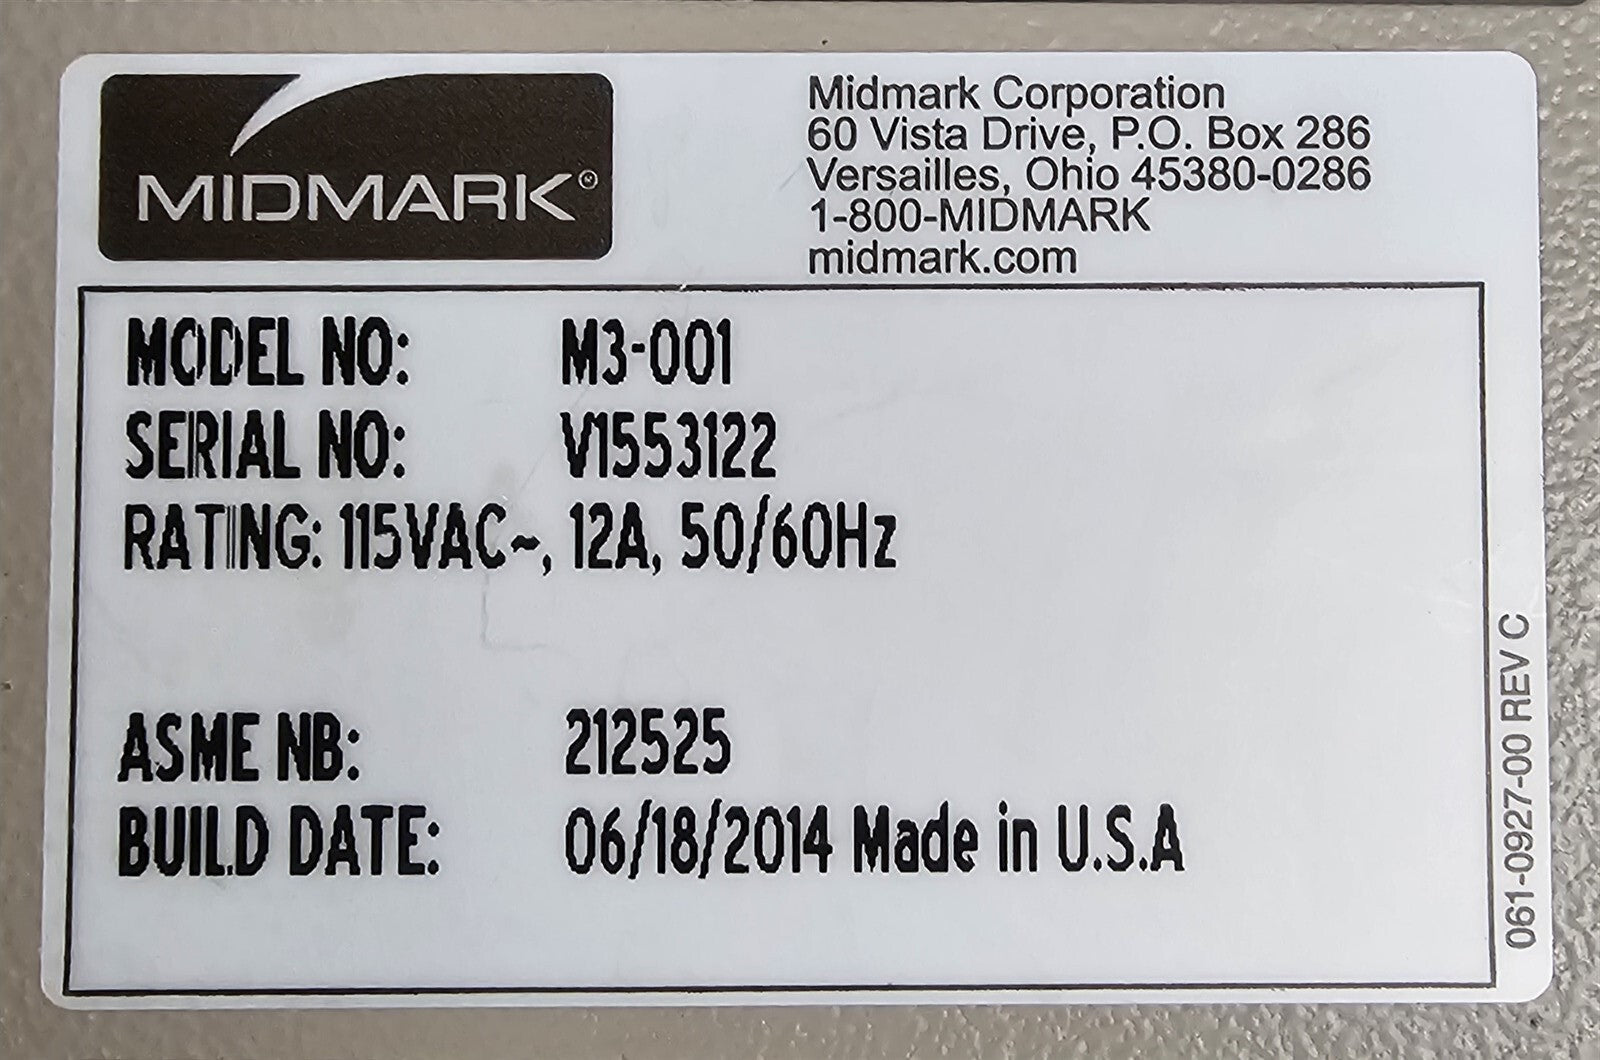 MIDMARK®
Midmark Corporation
60 Vista Drive, P.O. Box 286
Versailles, Ohio 45380-0286
1-800-MIDMARK
midmark.com
MODEL NO: M3-001
SERIAL NO: V1553122
RATING: 115VAC~, 12A, 50/60Hz
ASME NB: 212525
BUILD DATE: 06/18/2014 Made in U.S.A
061-0927-00 REV C